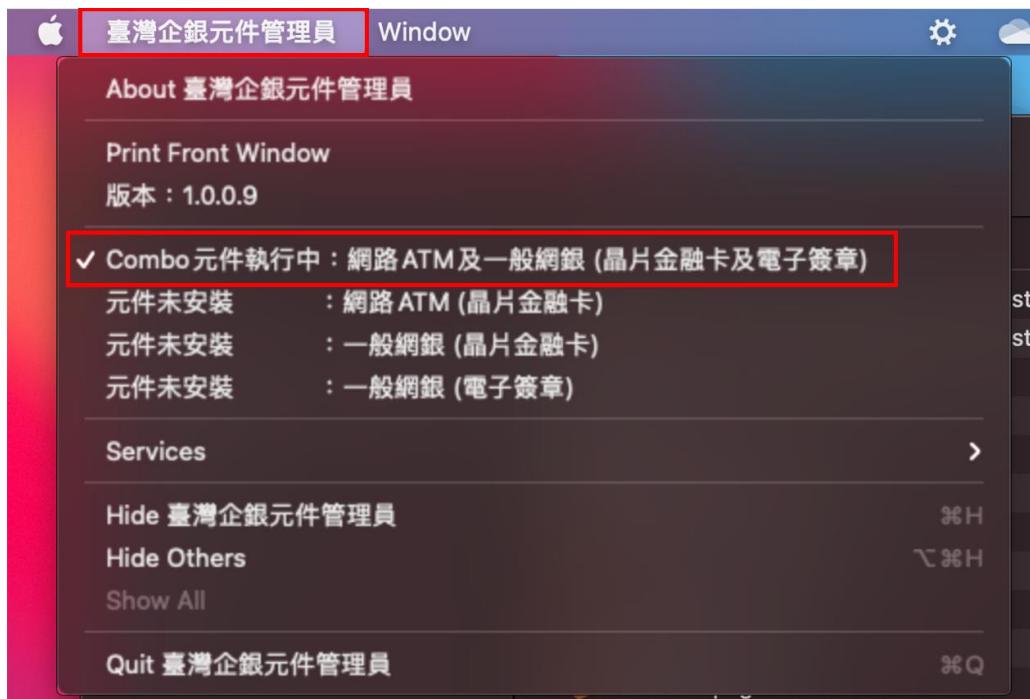 臺灣企銀元件管理員 Window
About 臺灣企銀元件管理員
Print Front Window
版本：1.0.0.9
✓ Combo元件執行中：網路ATM及一般網銀 (晶片金融卡及電子簽章)
元件未安裝 ：網路ATM (晶片金融卡)
元件未安裝 ：一般網銀 (晶片金融卡)
元件未安裝 ：一般網銀 (電子簽章)
Services
Hide 臺灣企銀元件管理員 ⌘H
Hide Others ⌥⌘H
Show All
Quit 臺灣企銀元件管理員 ⌘Q